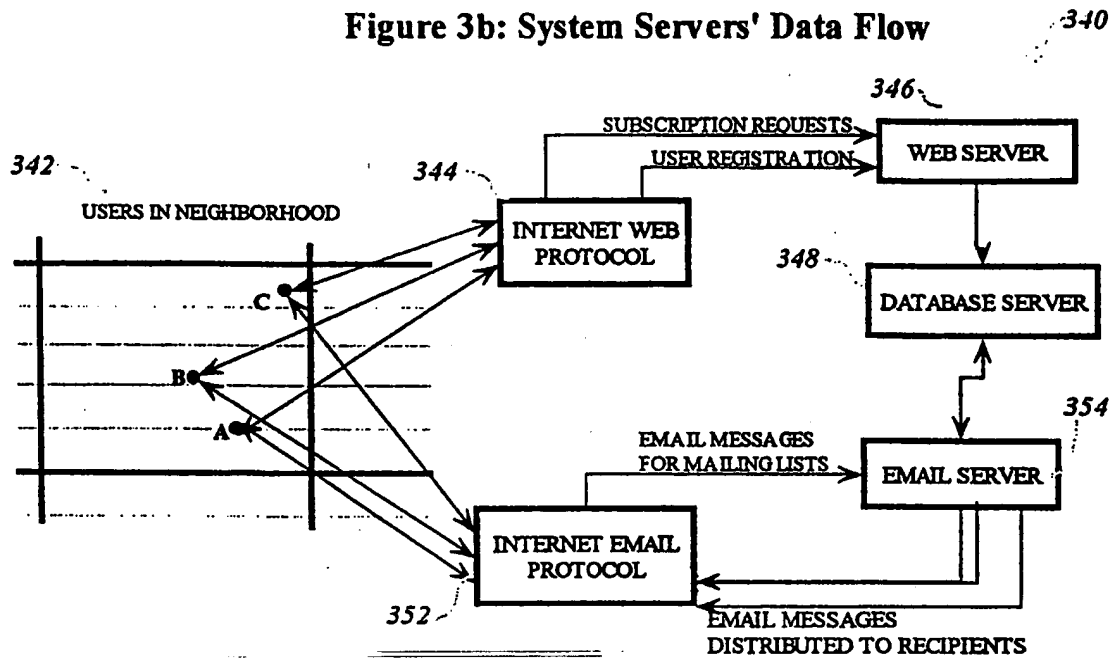 Figure 3b: System Servers' Data Flow
340
346
SUBSCRIPTION REQUESTS
WEB SERVER
USER REGISTRATION
342
344
USERS IN NEIGHBORHOOD
INTERNET WEB
PROTOCOL
348
DATABASE SERVER
C
B
A
354
EMAIL MESSAGES
FOR MAILING LISTS
EMAIL SERVER
INTERNET EMAIL
PROTOCOL
352
EMAIL MESSAGES
DISTRIBUTED TO RECIPIENTS